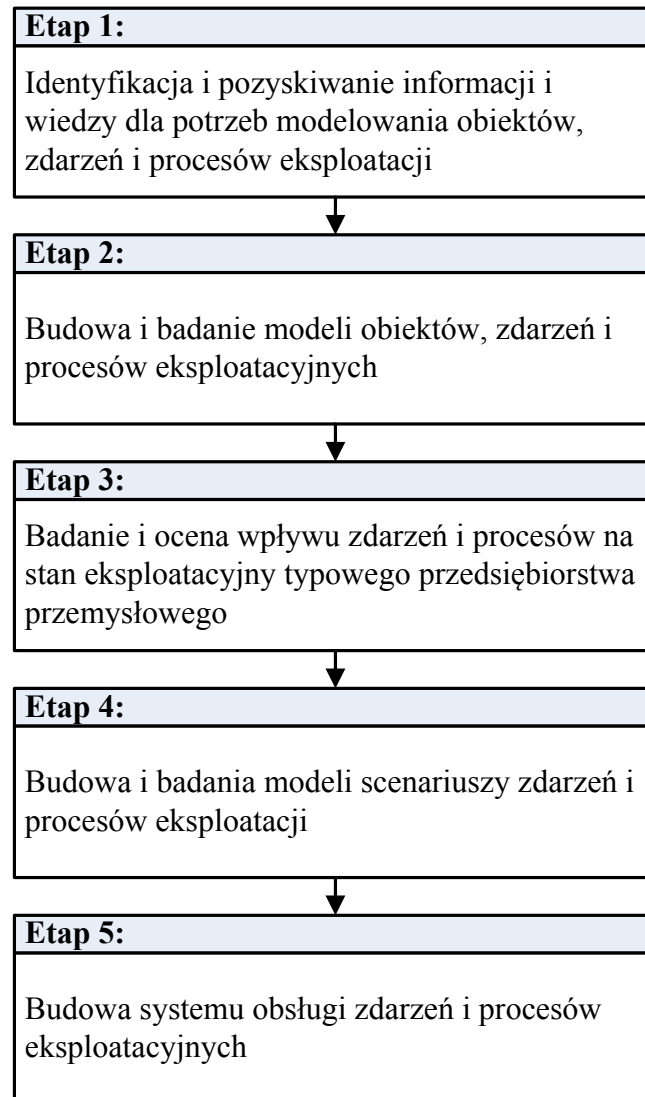 Etap 1:
Identyfikacja i pozyskiwanie informacji i
wiedzy dla potrzeb modelowania obiektów,
zdarzeń i procesów eksploatacji
Etap 2:
Budowa i badanie modeli obiektów, zdarzeń i
procesów eksploatacyjnych
Etap 3:
Badanie i ocena wpływu zdarzeń i procesów na
stan eksploatacyjny typowego przedsiębiorstwa
przemysłowego
Etap 4:
Budowa i badania modeli scenariuszy zdarzeń i
procesów eksploatacji
Etap 5:
Budowa systemu obsługi zdarzeń i procesów
eksploatacyjnych